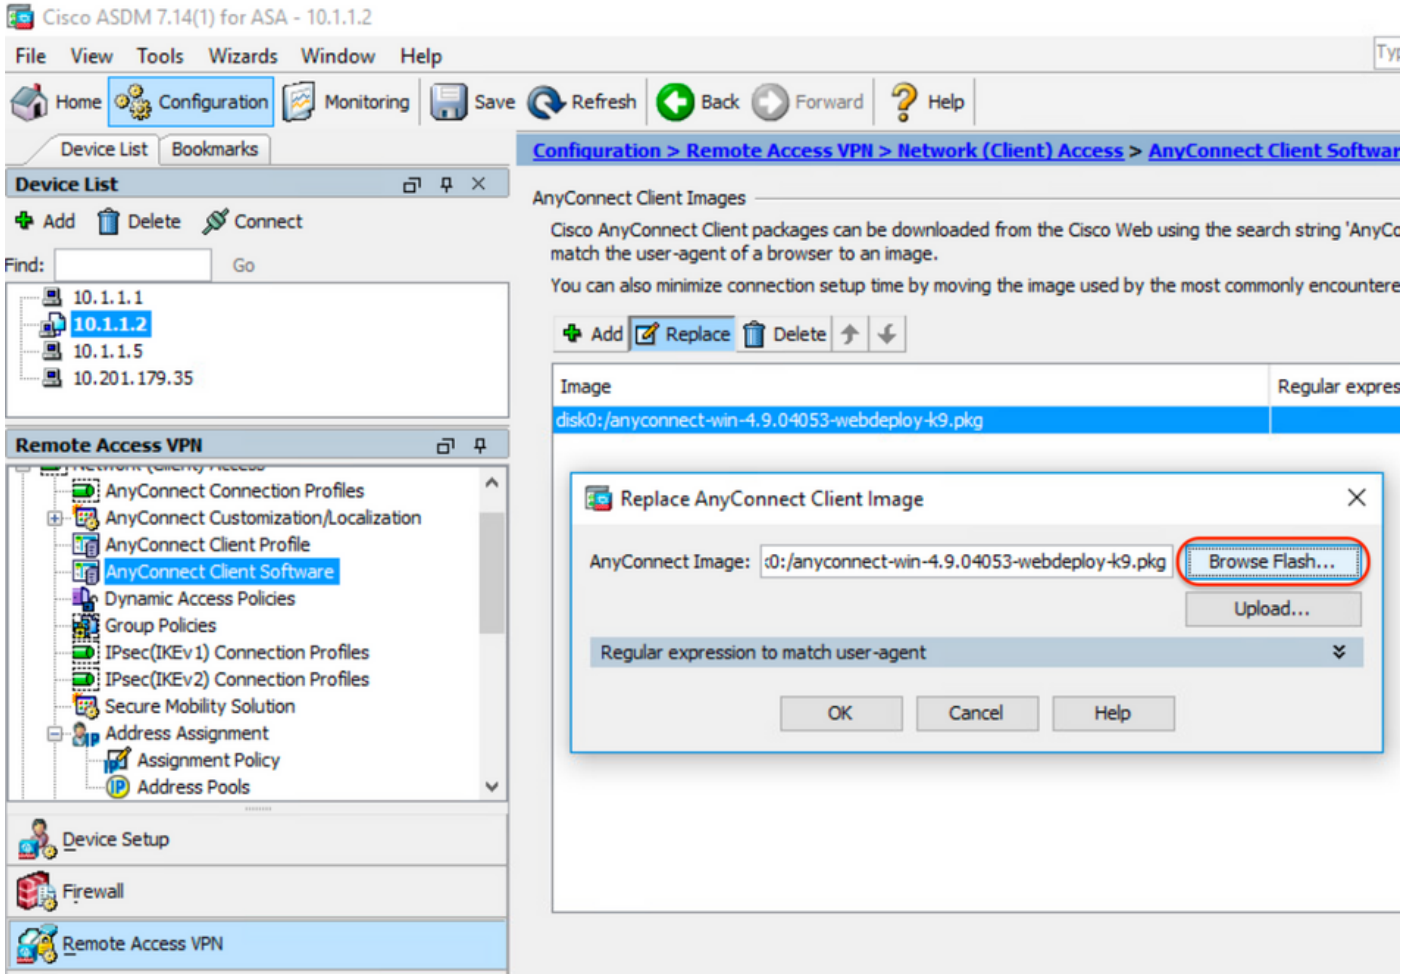 Cisco ASDM 7.14(1) for ASA - 10.1.1.2
File View Tools Wizards Window Help
Home Configuration Monitoring Save Refresh Back Forward Help
Device List Bookmarks
Device List
Add Delete Connect
Find: Go
10.1.1.1
10.1.1.2
10.1.1.5
10.201.179.35
Remote Access VPN
Network (Client) Access
AnyConnect Connection Profiles
AnyConnect Customization/Localization
AnyConnect Client Profile
AnyConnect Client Software
Dynamic Access Policies
Group Policies
IPsec(IKEv1) Connection Profiles
IPsec(IKEv2) Connection Profiles
Secure Mobility Solution
Address Assignment
Assignment Policy
Address Pools
Device Setup
Firewall
Remote Access VPN
Configuration > Remote Access VPN > Network (Client) Access > AnyConnect Client Softwar
AnyConnect Client Images
Cisco AnyConnect Client packages can be downloaded from the Cisco Web using the search string 'AnyCo
match the user-agent of a browser to an image.
You can also minimize connection setup time by moving the image used by the most commonly encountere
Add Replace Delete
Image Regular expres
disk0:/anyconnect-win-4.9.04053-webdeploy-k9.pkg
Replace AnyConnect Client Image
AnyConnect Image: :0:/anyconnect-win-4.9.04053-webdeploy-k9.pkg Browse Flash...
Upload...
Regular expression to match user-agent
OK Cancel Help